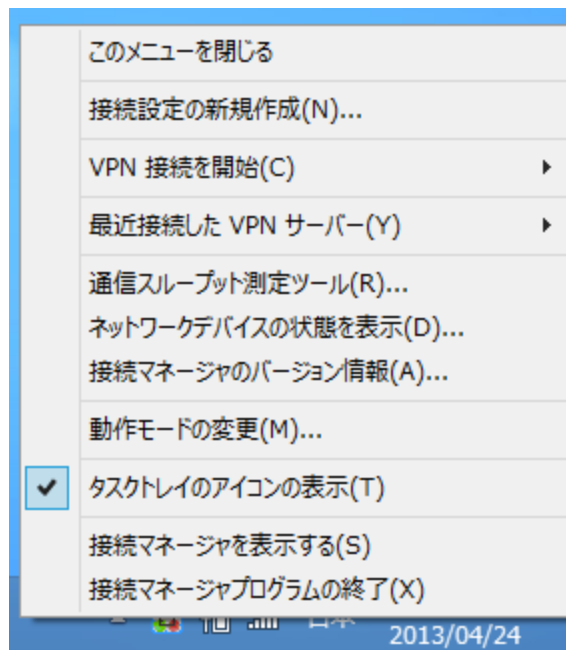 このメニューを閉じる
接続設定の新規作成(N)...
VPN 接続を開始(C)
最近接続した VPN サーバー(Y)
通信スループット測定ツール(R)...
ネットワークデバイスの状態を表示(D)...
接続マネージャのバージョン情報(A)...
動作モードの変更(M)...
タスクトレイのアイコンの表示(T)
接続マネージャを表示する(S)
接続マネージャプログラムの終了(X)
2013/04/24